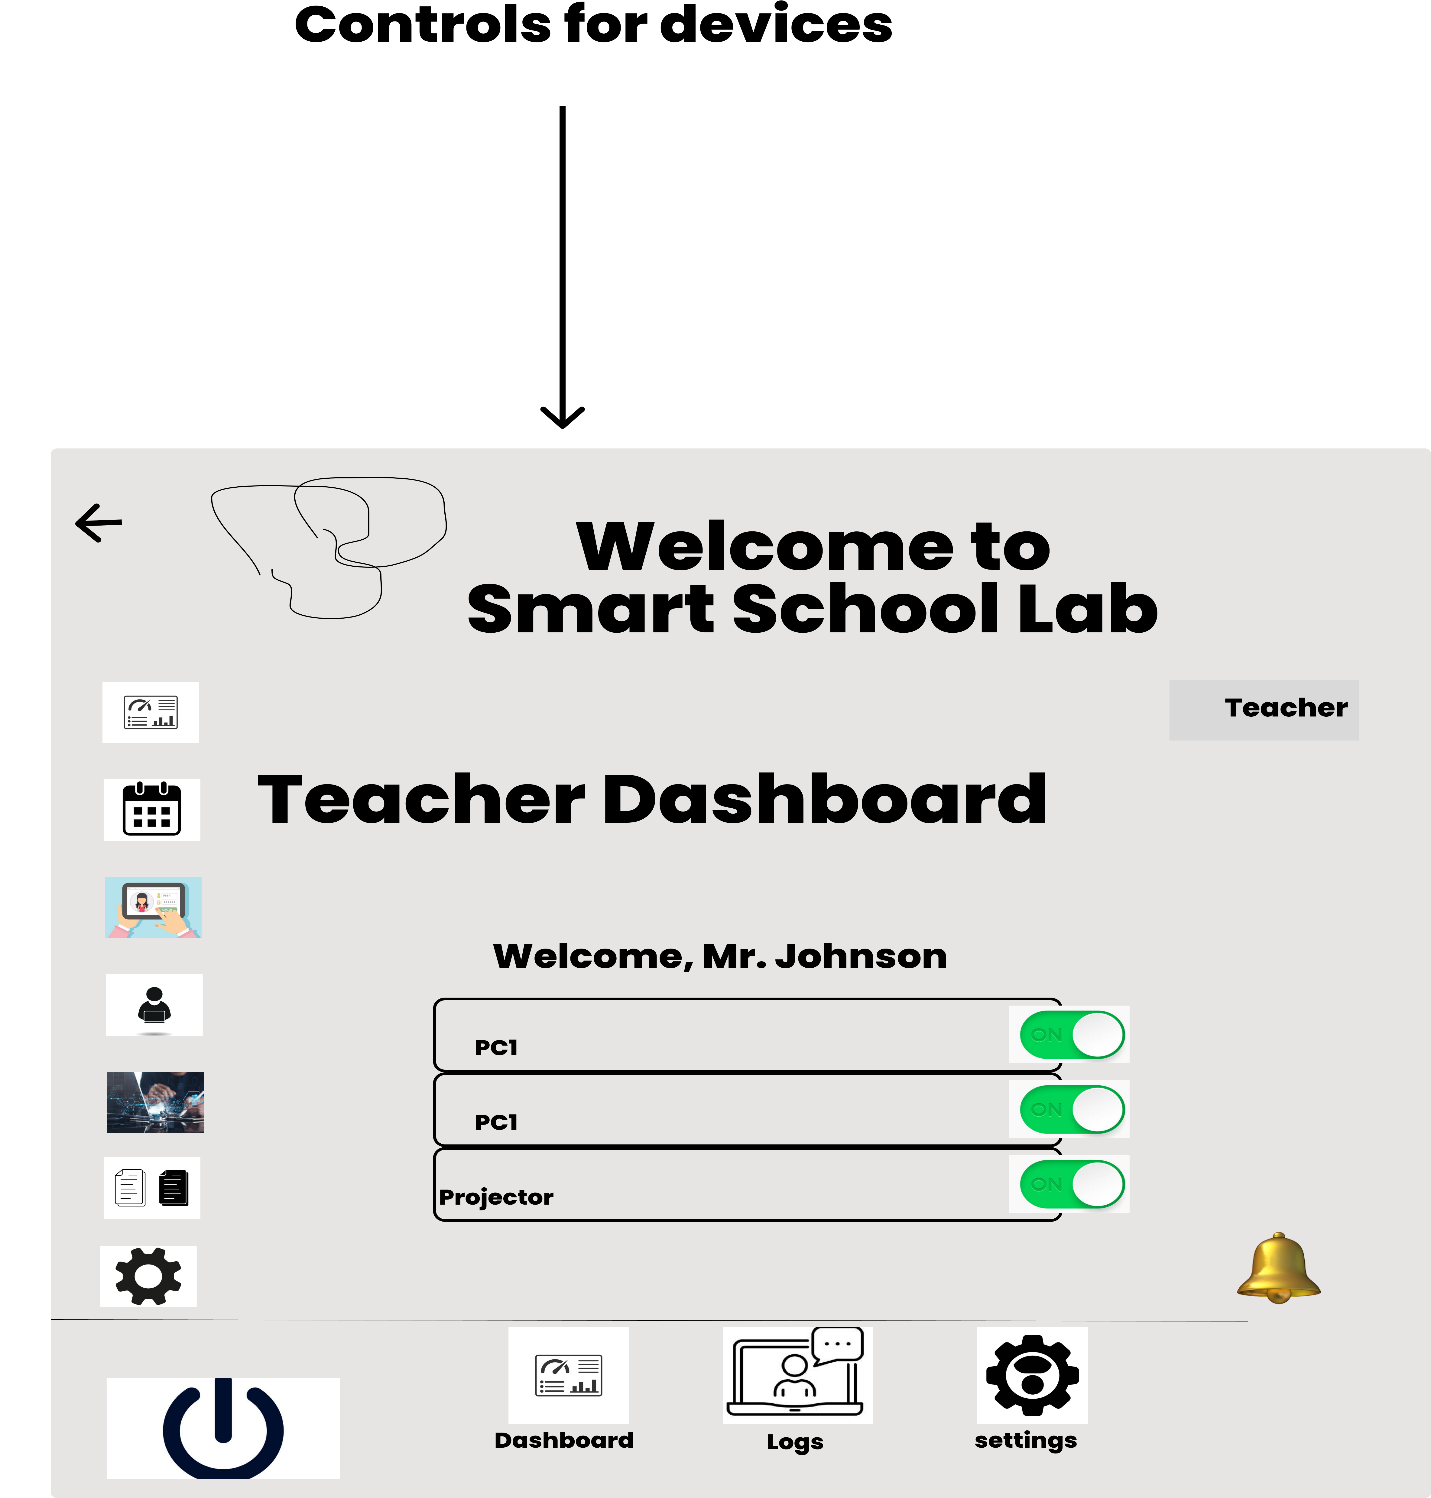 Controls for devices
Welcome to
Smart School Lab
Teacher
Teacher Dashboard
Welcome, Mr. Johnson
PC1
ON
PC1
ON
Projector
ON
Dashboard
Logs
settings